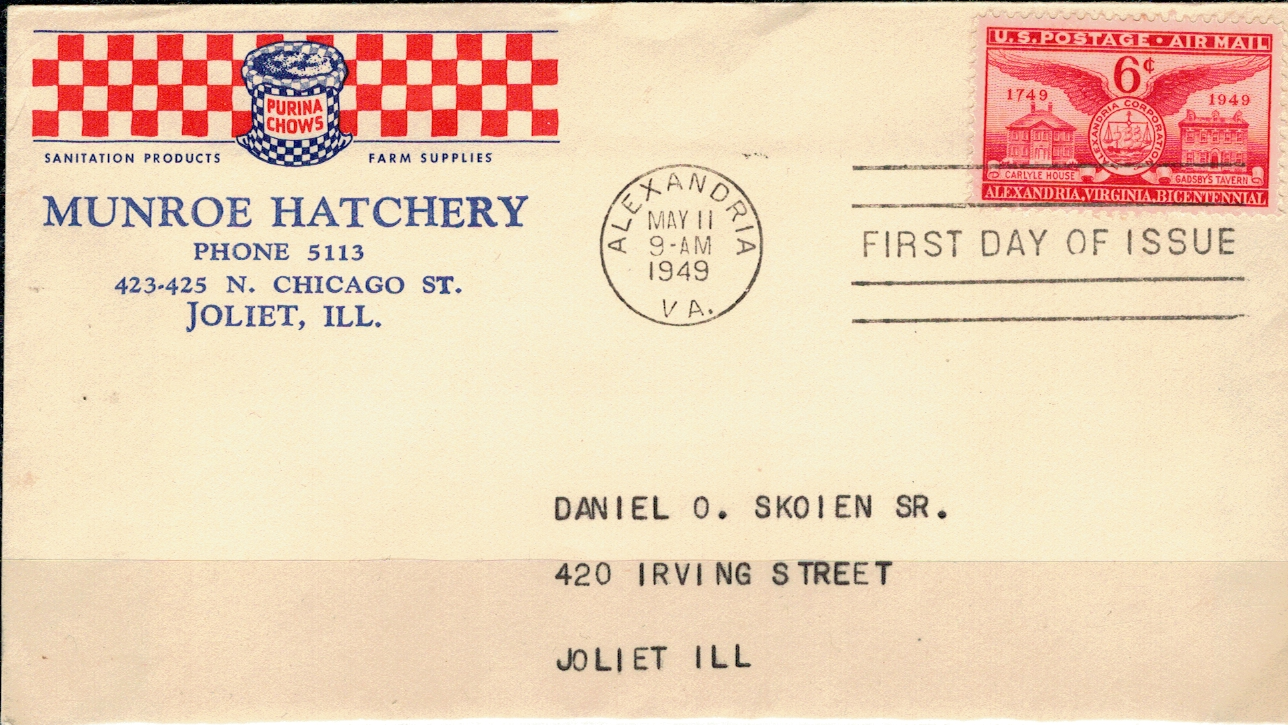 PURINA
CHOWS
SANITATION PRODUCTS FARM SUPPLIES
MUNROE HATCHERY
PHONE 5113
423-425 N. CHICAGO ST.
JOLIET, ILL.
ALEXANDRIA
MAY 11
9-AM
1949
VA.
U.S. POSTAGE • AIR MAIL
6¢
1749 1949
ALEXANDRIA CORPORATION
CARLYLE HOUSE GADSBY'S TAVERN
ALEXANDRIA, VIRGINIA, BICENTENNIAL
FIRST DAY OF ISSUE
DANIEL O. SKOIEN SR.
420 IRVING STREET
JOLIET ILL